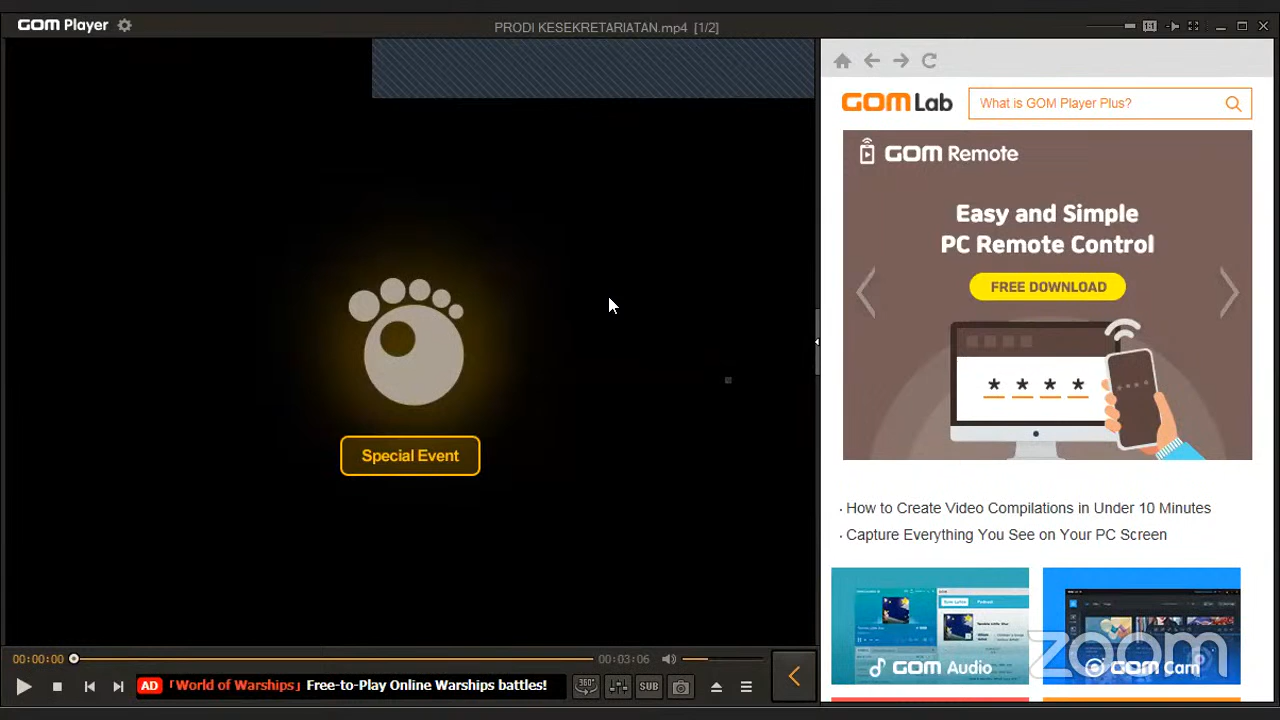 GOM Player
PRODI KESEKRETARIATAN.mp4 [1/2]
1:1
GOM Lab
What is GOM Player Plus?
GOM Remote
Easy and Simple
PC Remote Control
FREE DOWNLOAD
* * * *
Special Event
· How to Create Video Compilations in Under 10 Minutes
· Capture Everything You See on Your PC Screen
GOM Audio
GOM Cam
zoom
00:00:00
00:03:06
AD 「World of Warships」 Free-to-Play Online Warships battles!
360°
SUB